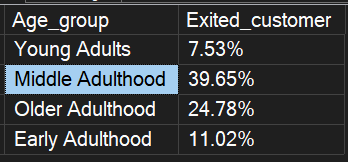 Age_group Exited_customer
Young Adults 7.53%
Middle Adulthood 39.65%
Older Adulthood 24.78%
Early Adulthood 11.02%